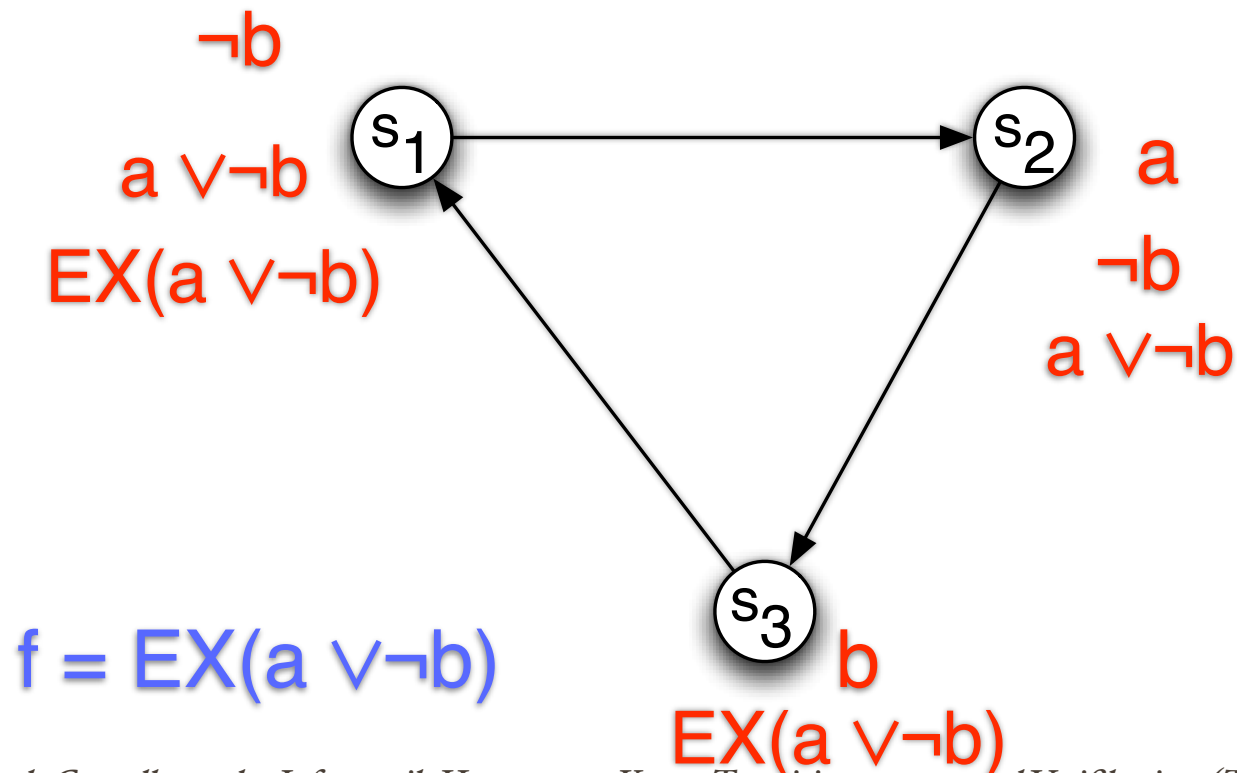 ¬b
s1
s2
a
a ∨¬b
EX(a ∨¬b)
¬b
a ∨¬b
s3
b
f = EX(a ∨¬b)
EX(a ∨¬b)